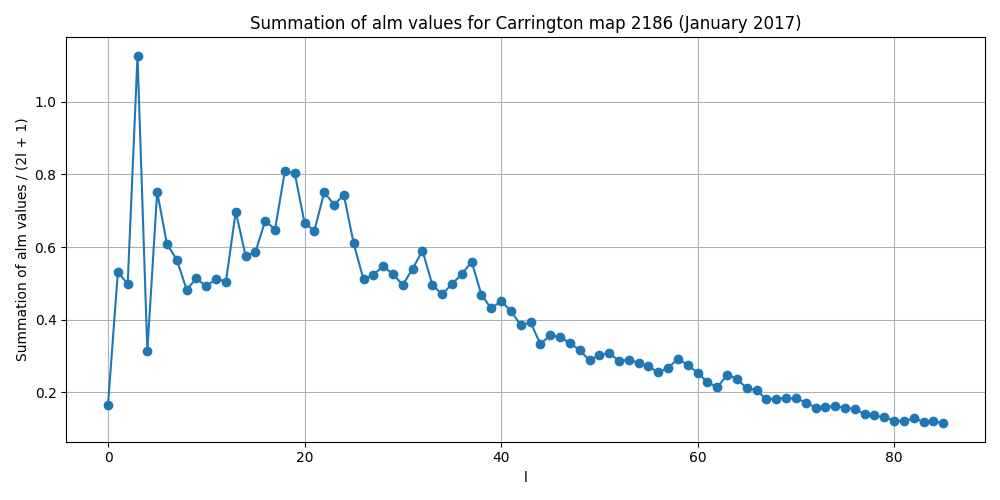 Summation of alm values for Carrington map 2186 (January 2017)
Summation of alm values / (2l + 1)
1.0
0.8
0.6
0.4
0.2
0 20 40 60 80
l